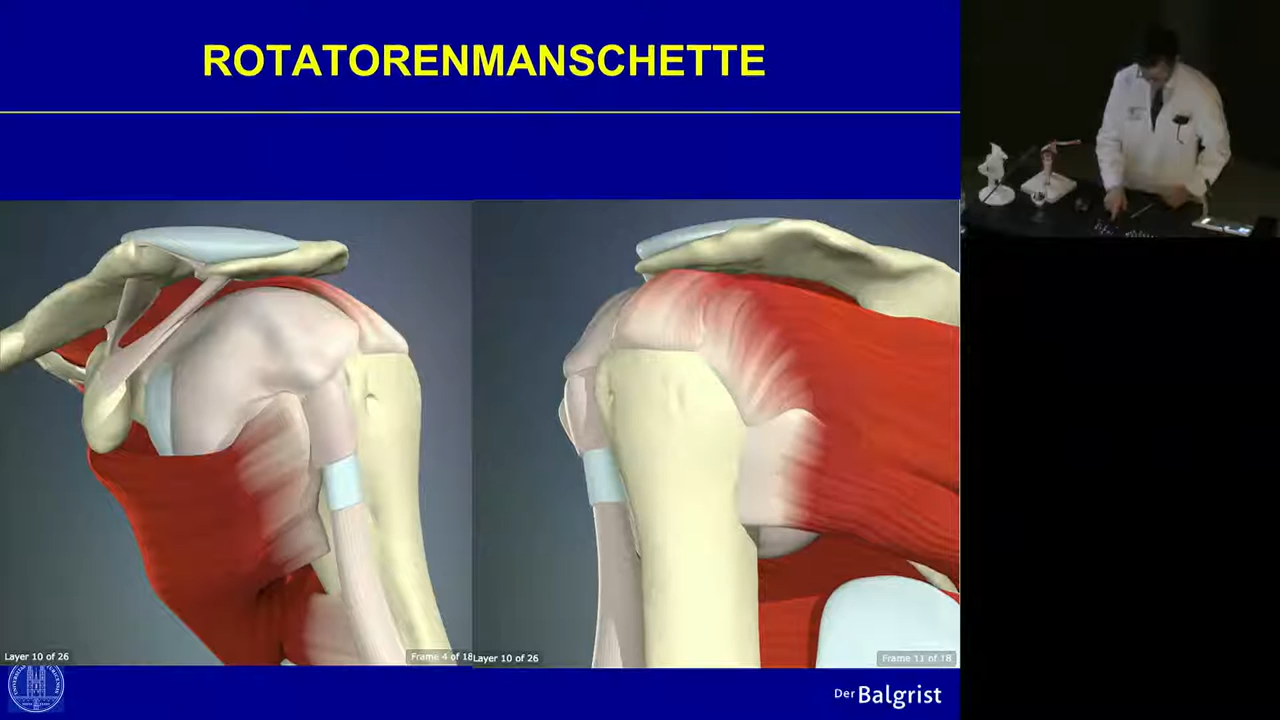 ROTATORENMANSCHETTE
Layer 10 of 26
Frame 4 of 18
Layer 10 of 26
Frame 11 of 18
Der Balgrist